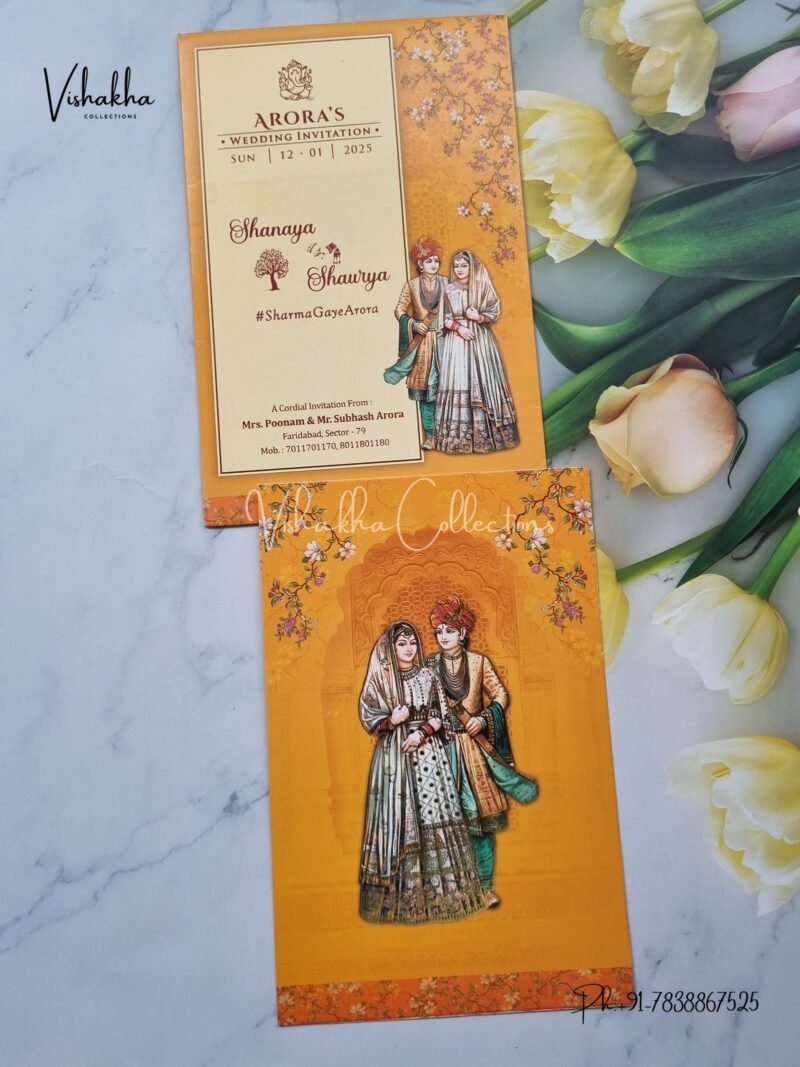 Vishakha
COLLECTIONS
ARORA'S
• WEDDING INVITATION •
SUN | 12 · 01 | 2025
Shanaya
Shaurya
#SharmaGayeArora
A Cordial Invitation From :
Mrs. Poonam & Mr. Subhash Arora
Faridabad, Sector - 79
Mob. : 7011701170, 8011801180
Vishakha Collections
Ph:+91-7838867525